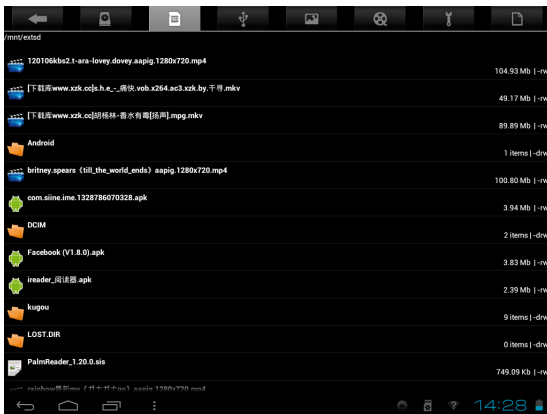 /mnt/extsd
120106kbs2.t-ara-lovey.dovey.aapig.1280x720.mp4
104.93 Mb | -rw
[下载库www.xzk.cc]s.h.e_-_痛快.vob.x264.ac3.xzk.by.千寻.mkv
49.17 Mb | -rw
[下载库www.xzk.cc]胡杨林-香水有毒[扬声].mpg.mkv
89.89 Mb | -rw
Android
1 items | -drw
britney.spears《till_the_world_ends》aapig.1280x720.mp4
100.80 Mb | -rw
com.siine.ime.1328786070328.apk
3.94 Mb | -rw
DCIM
2 items | -drw
Facebook (V1.8.0).apk
3.83 Mb | -rw
ireader_阅读器.apk
2.39 Mb | -rw
kugou
9 items | -drw
LOST.DIR
0 items | -drw
PalmReader_1.20.0.sis
749.09 Kb | -rw
aapig 1280x720.mp4
14:28